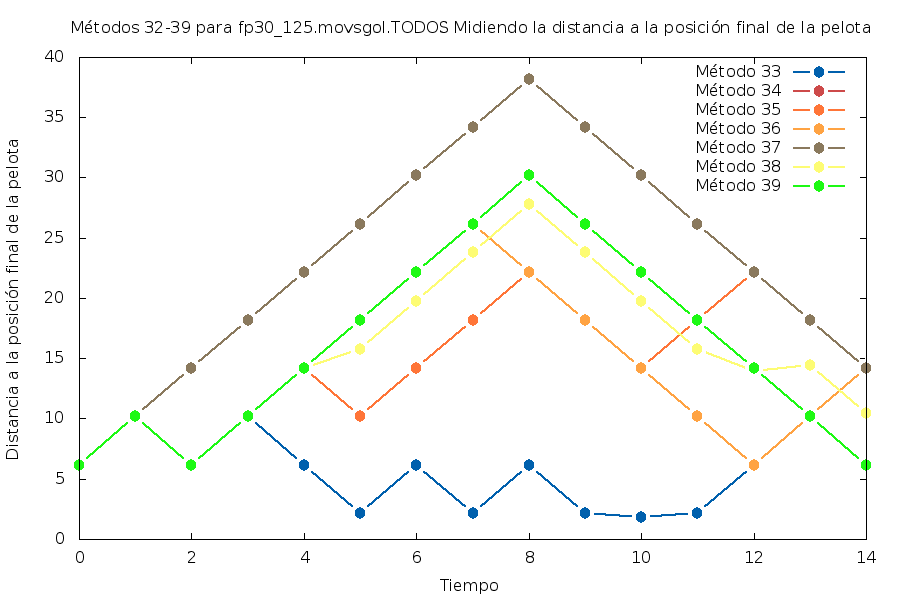 Métodos 32-39 para fp30_125.movsgol.TODOS Midiendo la distancia a la posición final de la pelota
Distancia a la posición final de la pelota
40
35
30
25
20
15
10
5
0
Método 33
Método 34
Método 35
Método 36
Método 37
Método 38
Método 39
0 2 4 6 8 10 12 14
Tiempo